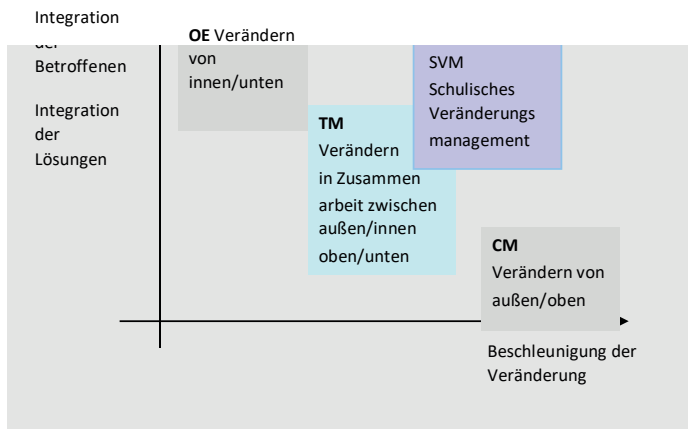 Integration
der
Betroffenen
Integration
der
Lösungen
OE Verändern
von
innen/unten
TM
Verändern
in Zusammen
arbeit zwischen
außen/innen
oben/unten
SVM
Schulisches
Veränderungs
management
CM
Verändern von
außen/oben
Beschleunigung der
Veränderung